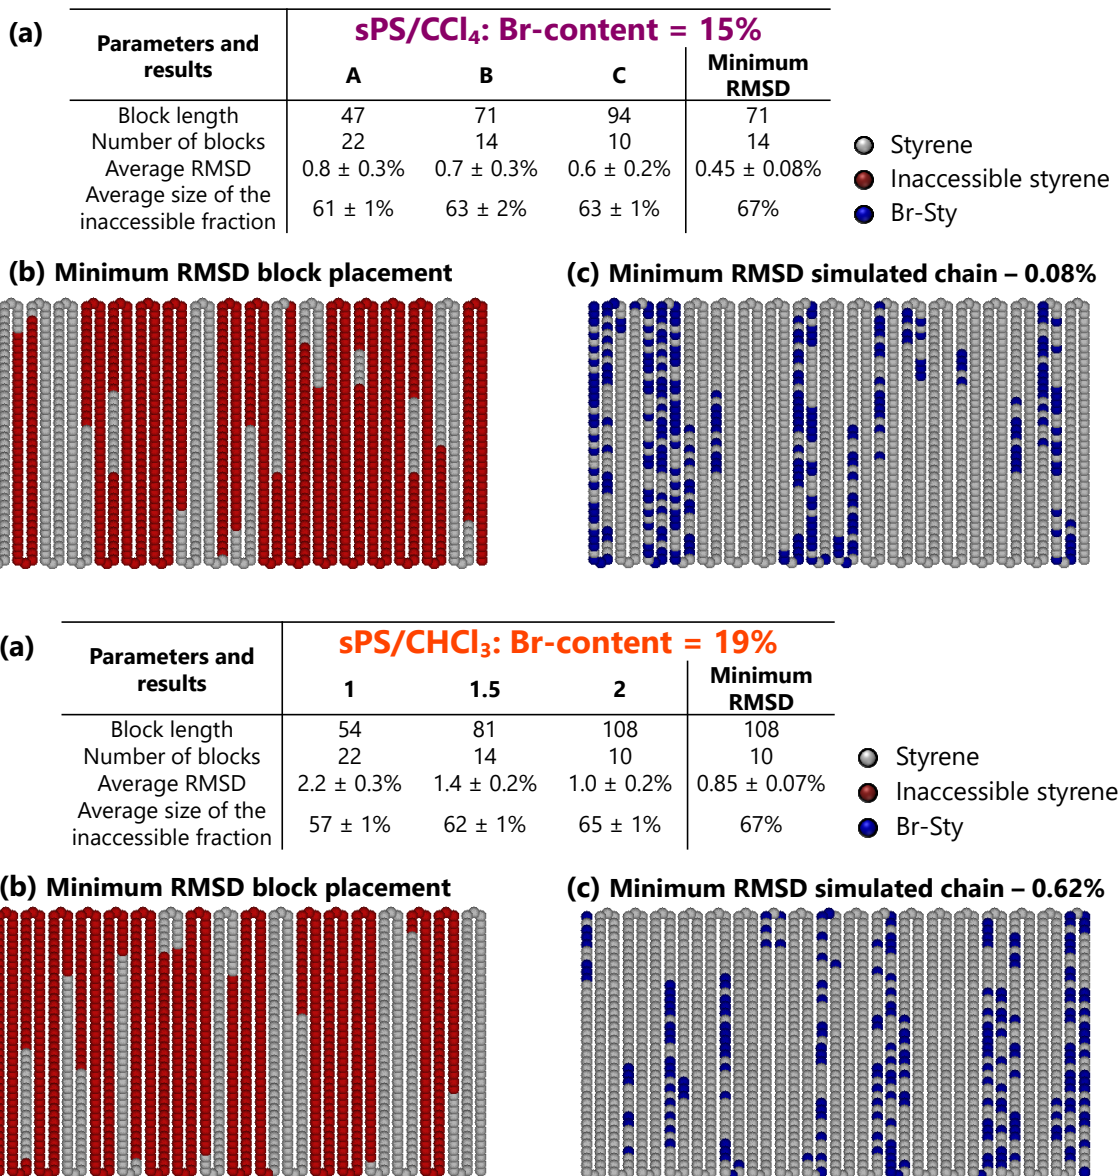 (a)
Parameters and results
sPS/CCl₄: Br-content = 15%
A B C Minimum RMSD
Block length 47 71 94 71
Number of blocks 22 14 10 14
Average RMSD 0.8 ± 0.3% 0.7 ± 0.3% 0.6 ± 0.2% 0.45 ± 0.08%
Average size of the inaccessible fraction 61 ± 1% 63 ± 2% 63 ± 1% 67%
Styrene
Inaccessible styrene
Br-Sty
(b) Minimum RMSD block placement
(c) Minimum RMSD simulated chain – 0.08%
(a)
Parameters and results
sPS/CHCl₃: Br-content = 19%
1 1.5 2 Minimum RMSD
Block length 54 81 108 108
Number of blocks 22 14 10 10
Average RMSD 2.2 ± 0.3% 1.4 ± 0.2% 1.0 ± 0.2% 0.85 ± 0.07%
Average size of the inaccessible fraction 57 ± 1% 62 ± 1% 65 ± 1% 67%
Styrene
Inaccessible styrene
Br-Sty
(b) Minimum RMSD block placement
(c) Minimum RMSD simulated chain – 0.62%